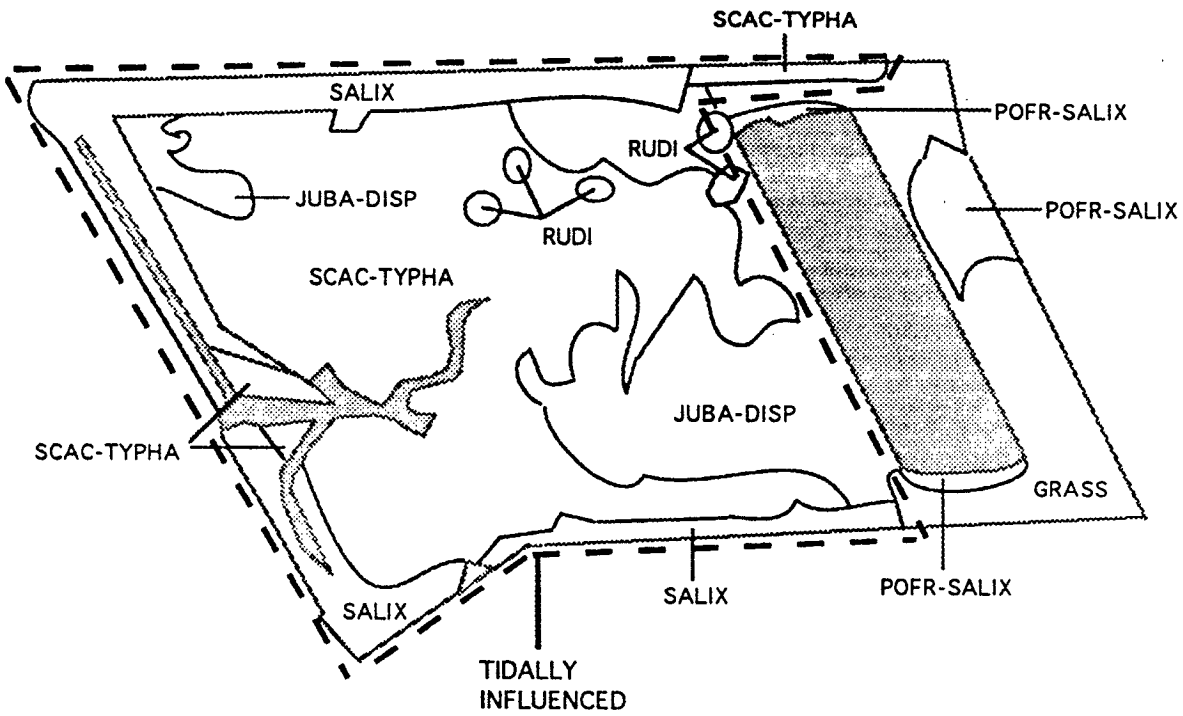 SCAC-TYPHA
SALIX
POFR-SALIX
RUDI
JUBA-DISP
POFR-SALIX
RUDI
SCAC-TYPHA
JUBA-DISP
SCAC-TYPHA
GRASS
POFR-SALIX
SALIX
SALIX
TIDALLY
INFLUENCED